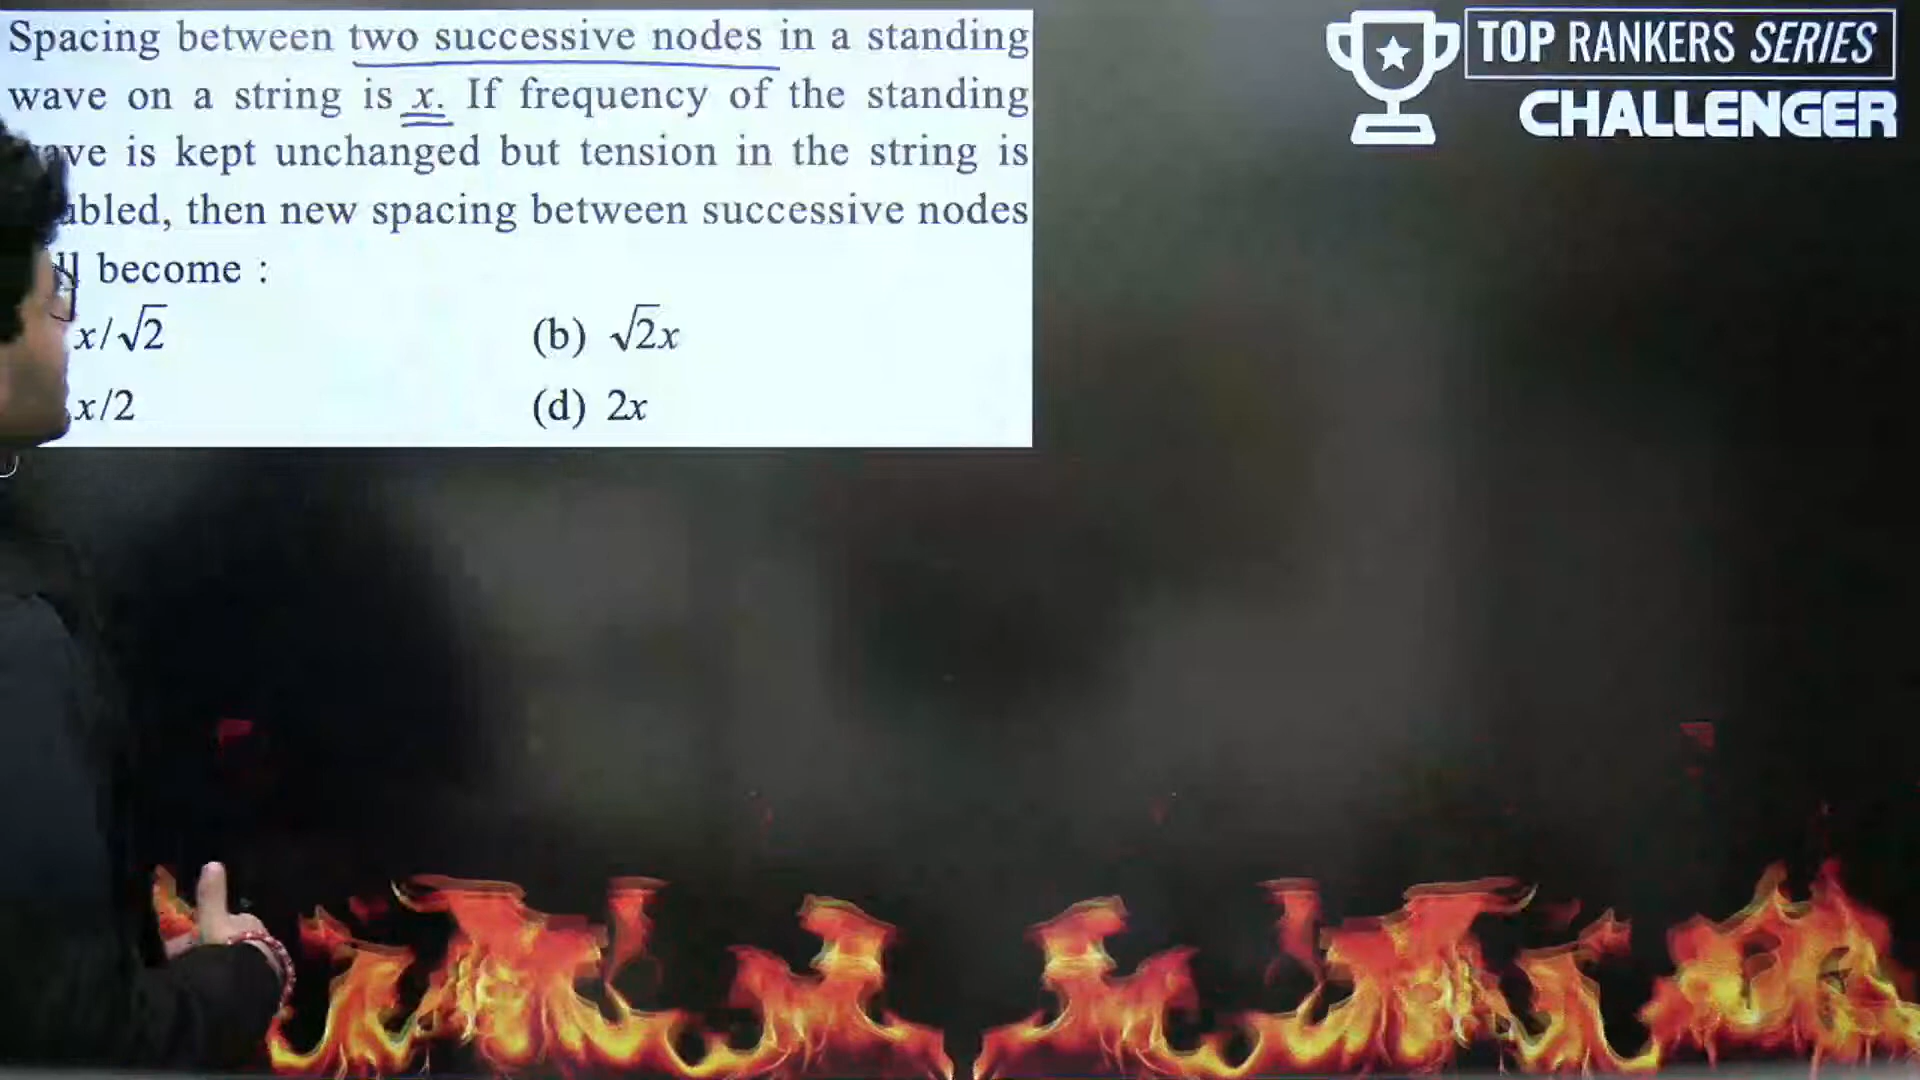 Spacing between two successive nodes in a standing
wave on a string is x. If frequency of the standing
is kept unchanged but tension in the string is
then new spacing between successive nodes
become :
x/√2 (b) √2x
x/2 (d) 2x
TOP RANKERS SERIES
CHALLENGER